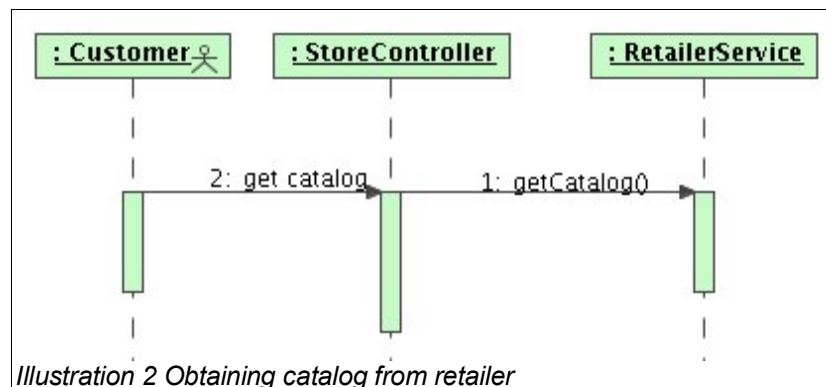 : Customer
: StoreController
: RetailerService
2: get catalog
1: getCatalog()
Illustration 2 Obtaining catalog from retailer